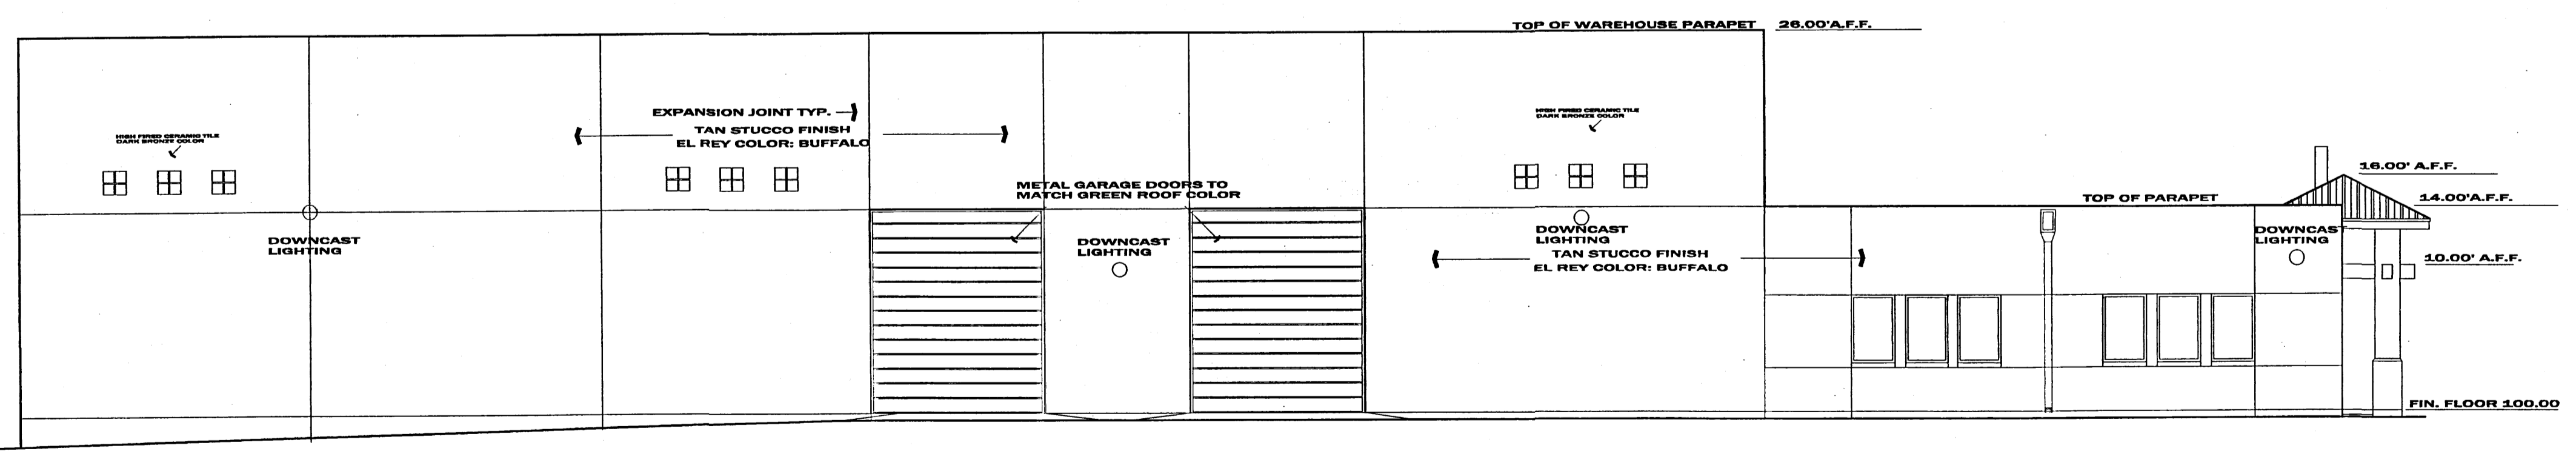 TOP OF WAREHOUSE PARAPET 26.00'A.F.F.
EXPANSION JOINT TYP.
TAN STUCCO FINISH
EL REY COLOR: BUFFALO
HIGH FIRED CERAMIC TILE
DARK BRONZE COLOR
HIGH FIRED CERAMIC TILE
DARK BRONZE COLOR
METAL GARAGE DOORS TO
MATCH GREEN ROOF COLOR
16.00' A.F.F.
TOP OF PARAPET 14.00'A.F.F.
DOWNCAST
LIGHTING
DOWNCAST
LIGHTING
DOWNCAST
LIGHTING
TAN STUCCO FINISH
EL REY COLOR: BUFFALO
DOWNCAST
LIGHTING
10.00' A.F.F.
FIN. FLOOR 100.00